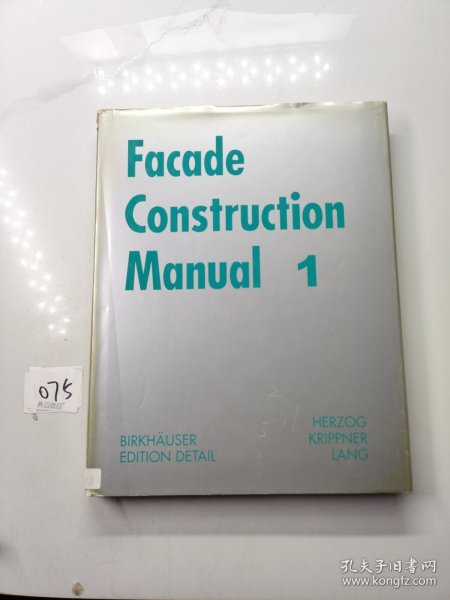 Facade
Construction
Manual 1
075
BIRKHÄUSER
EDITION DETAIL
HERZOG
KRIPPNER
LANG
孔夫子旧书网
www.kongfz.com